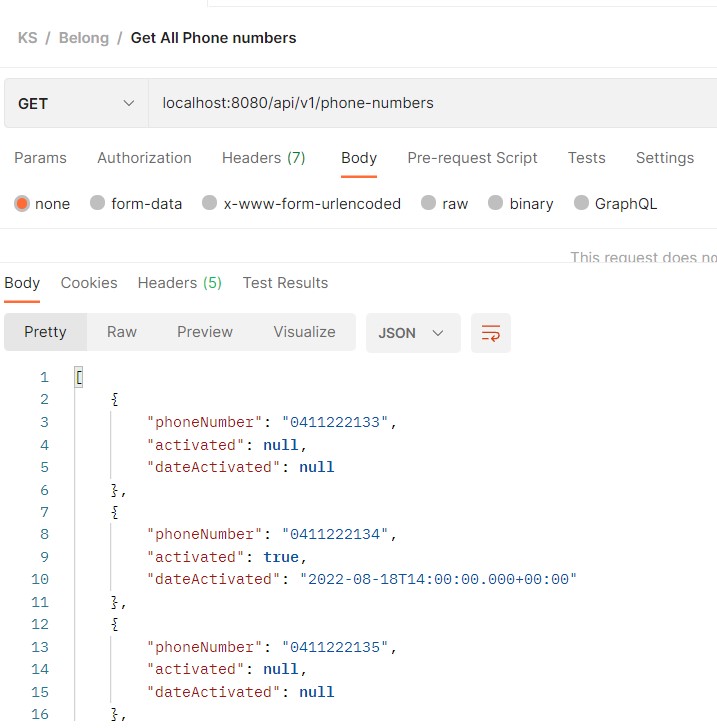 KS / Belong / Get All Phone numbers
GET localhost:8080/api/v1/phone-numbers
Params Authorization Headers (7) Body Pre-request Script Tests Settings
none form-data x-www-form-urlencoded raw binary GraphQL
This request does no
Body Cookies Headers (5) Test Results
Pretty Raw Preview Visualize JSON
1 [
2 {
3 "phoneNumber": "0411222133",
4 "activated": null,
5 "dateActivated": null
6 },
7 {
8 "phoneNumber": "0411222134",
9 "activated": true,
10 "dateActivated": "2022-08-18T14:00:00.000+00:00"
11 },
12 {
13 "phoneNumber": "0411222135",
14 "activated": null,
15 "dateActivated": null
16 },